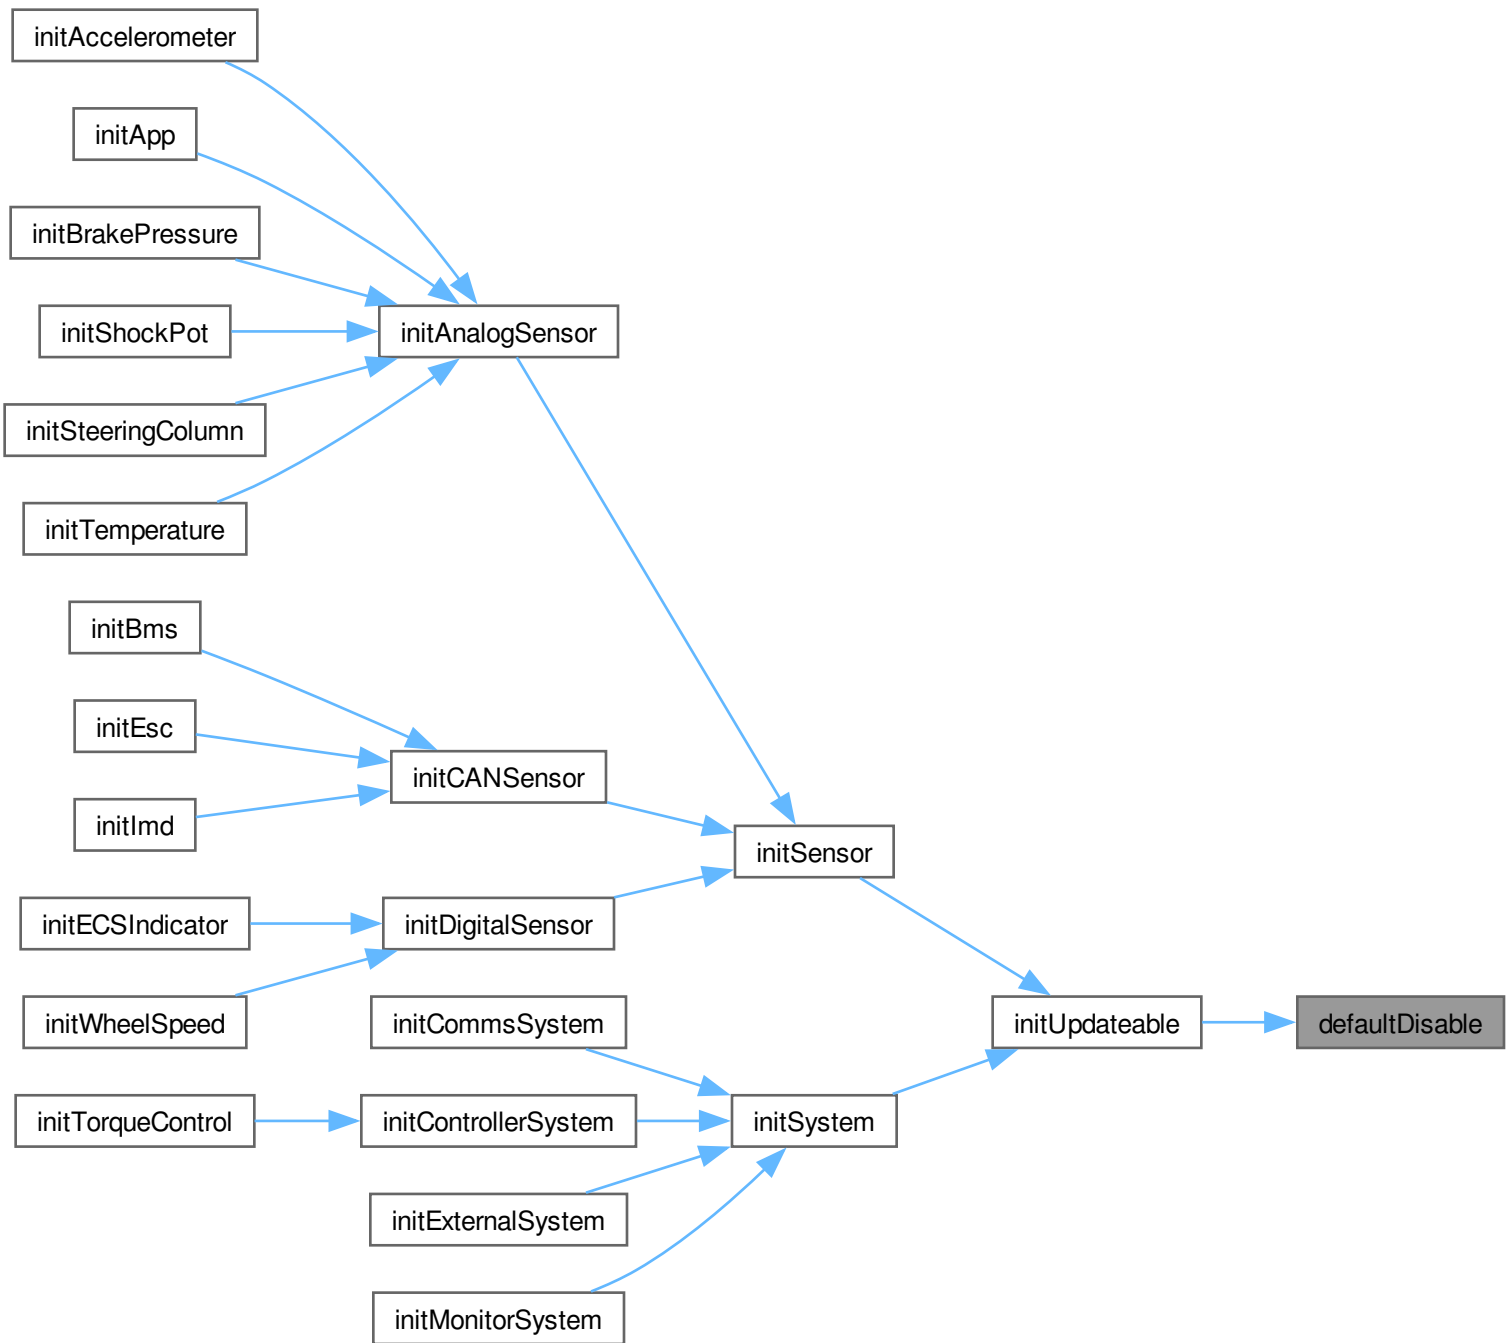 initAccelerometer
initApp
initBrakePressure
initShockPot
initAnalogSensor
initSteeringColumn
initTemperature
initBms
initEsc
initCANSensor
initImd
initSensor
initECSIndicator
initDigitalSensor
initWheelSpeed
initCommsSystem
initUpdateable
defaultDisable
initTorqueControl
initControllerSystem
initSystem
initExternalSystem
initMonitorSystem